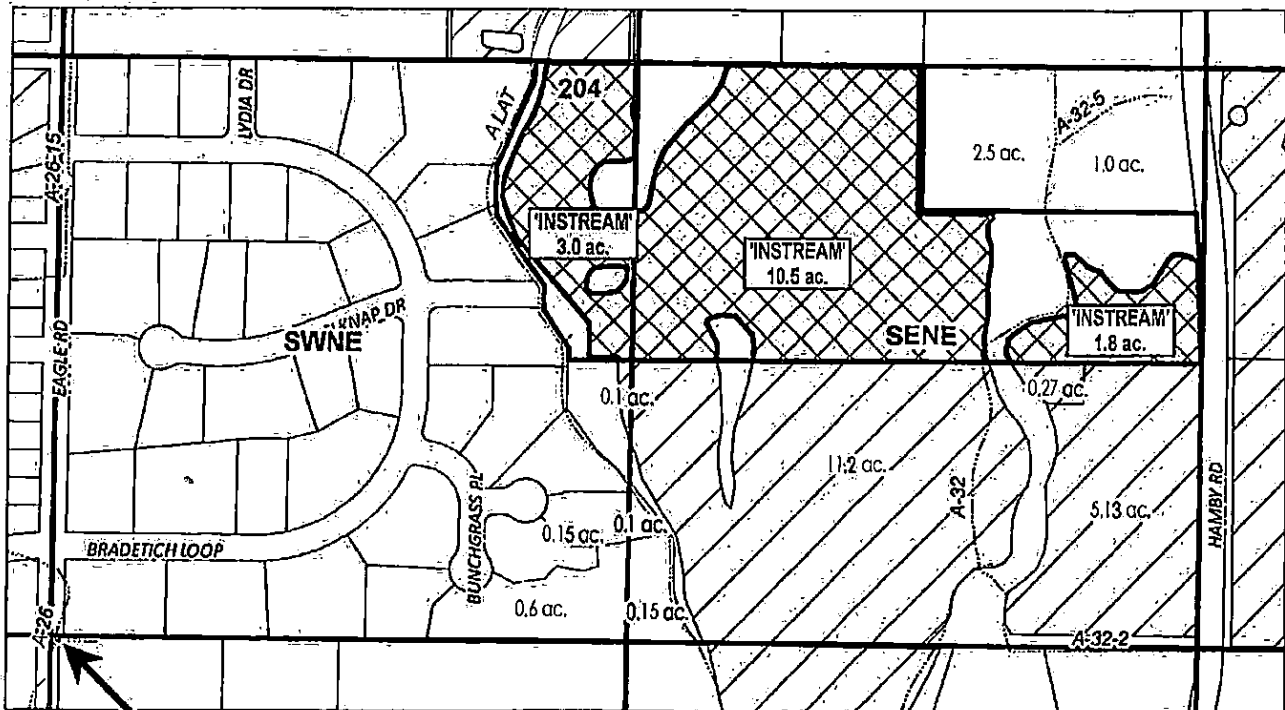 204
LYDIA DR
A LAT
A-26-15
A-32-5
2.5 ac.
1.0 ac.
'INSTREAM'
3.0 ac.
'INSTREAM'
10.5 ac.
'INSTREAM'
1.8 ac.
EAGLE RD
KNAP DR
SWNE
SENE
0.1 ac.
0.27 ac.
11.2 ac.
A-32
5.13 ac.
HAMBY RD
BRADETICH LOOP
BUNCHGRASS PL
0.15 ac.
0.1 ac.
0.6 ac.
0.15 ac.
A-26
A-32-2